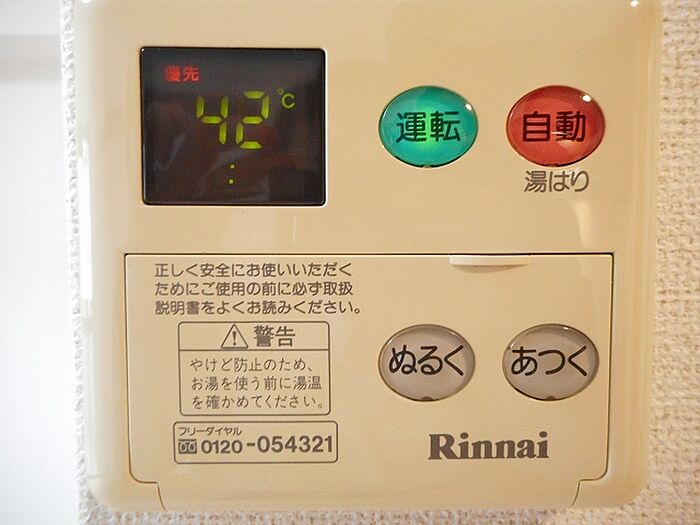 優先
42℃
:
運転
自動
湯はり
正しく安全にお使いいただく
ためにご使用の前に必ず取扱
説明書をよくお読みください。
⚠警告
やけど防止のため、
お湯を使う前に湯温
を確かめてください。
ぬるく
あつく
フリーダイヤル
0120-054321
Rinnai